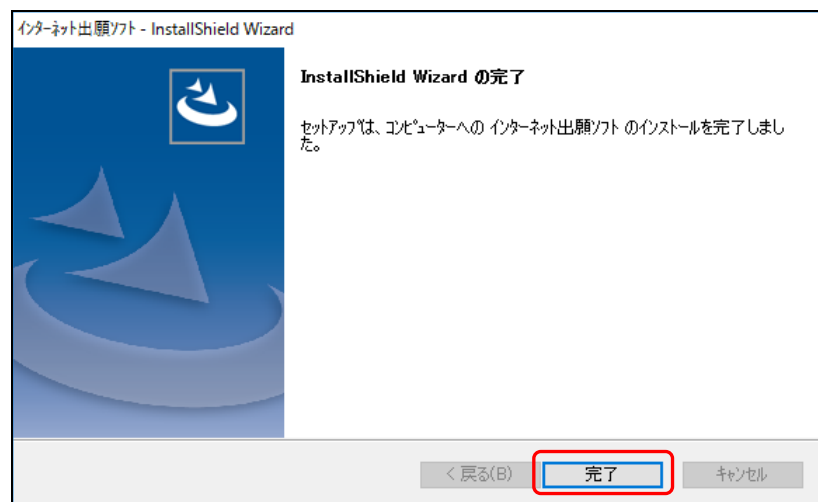 インターネット出願ソフト - InstallShield Wizard
InstallShield Wizard の完了
セットアップは、コンピューターへの インターネット出願ソフト のインストールを完了しまし
た。
< 戻る(B)
完了
キャンセル